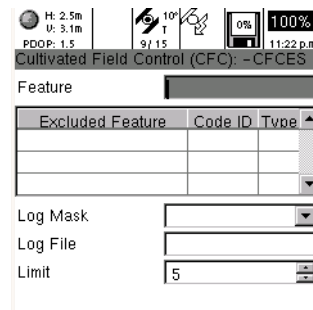 H: 2.5m 10° 0% 100%
V: 3.1m T
PDOP: 1.5 9/15 11:22 p.m
Cultivated Field Control (CFC): - CFCES
Feature
Excluded Feature Code ID Type
Log Mask
Log File
Limit 5